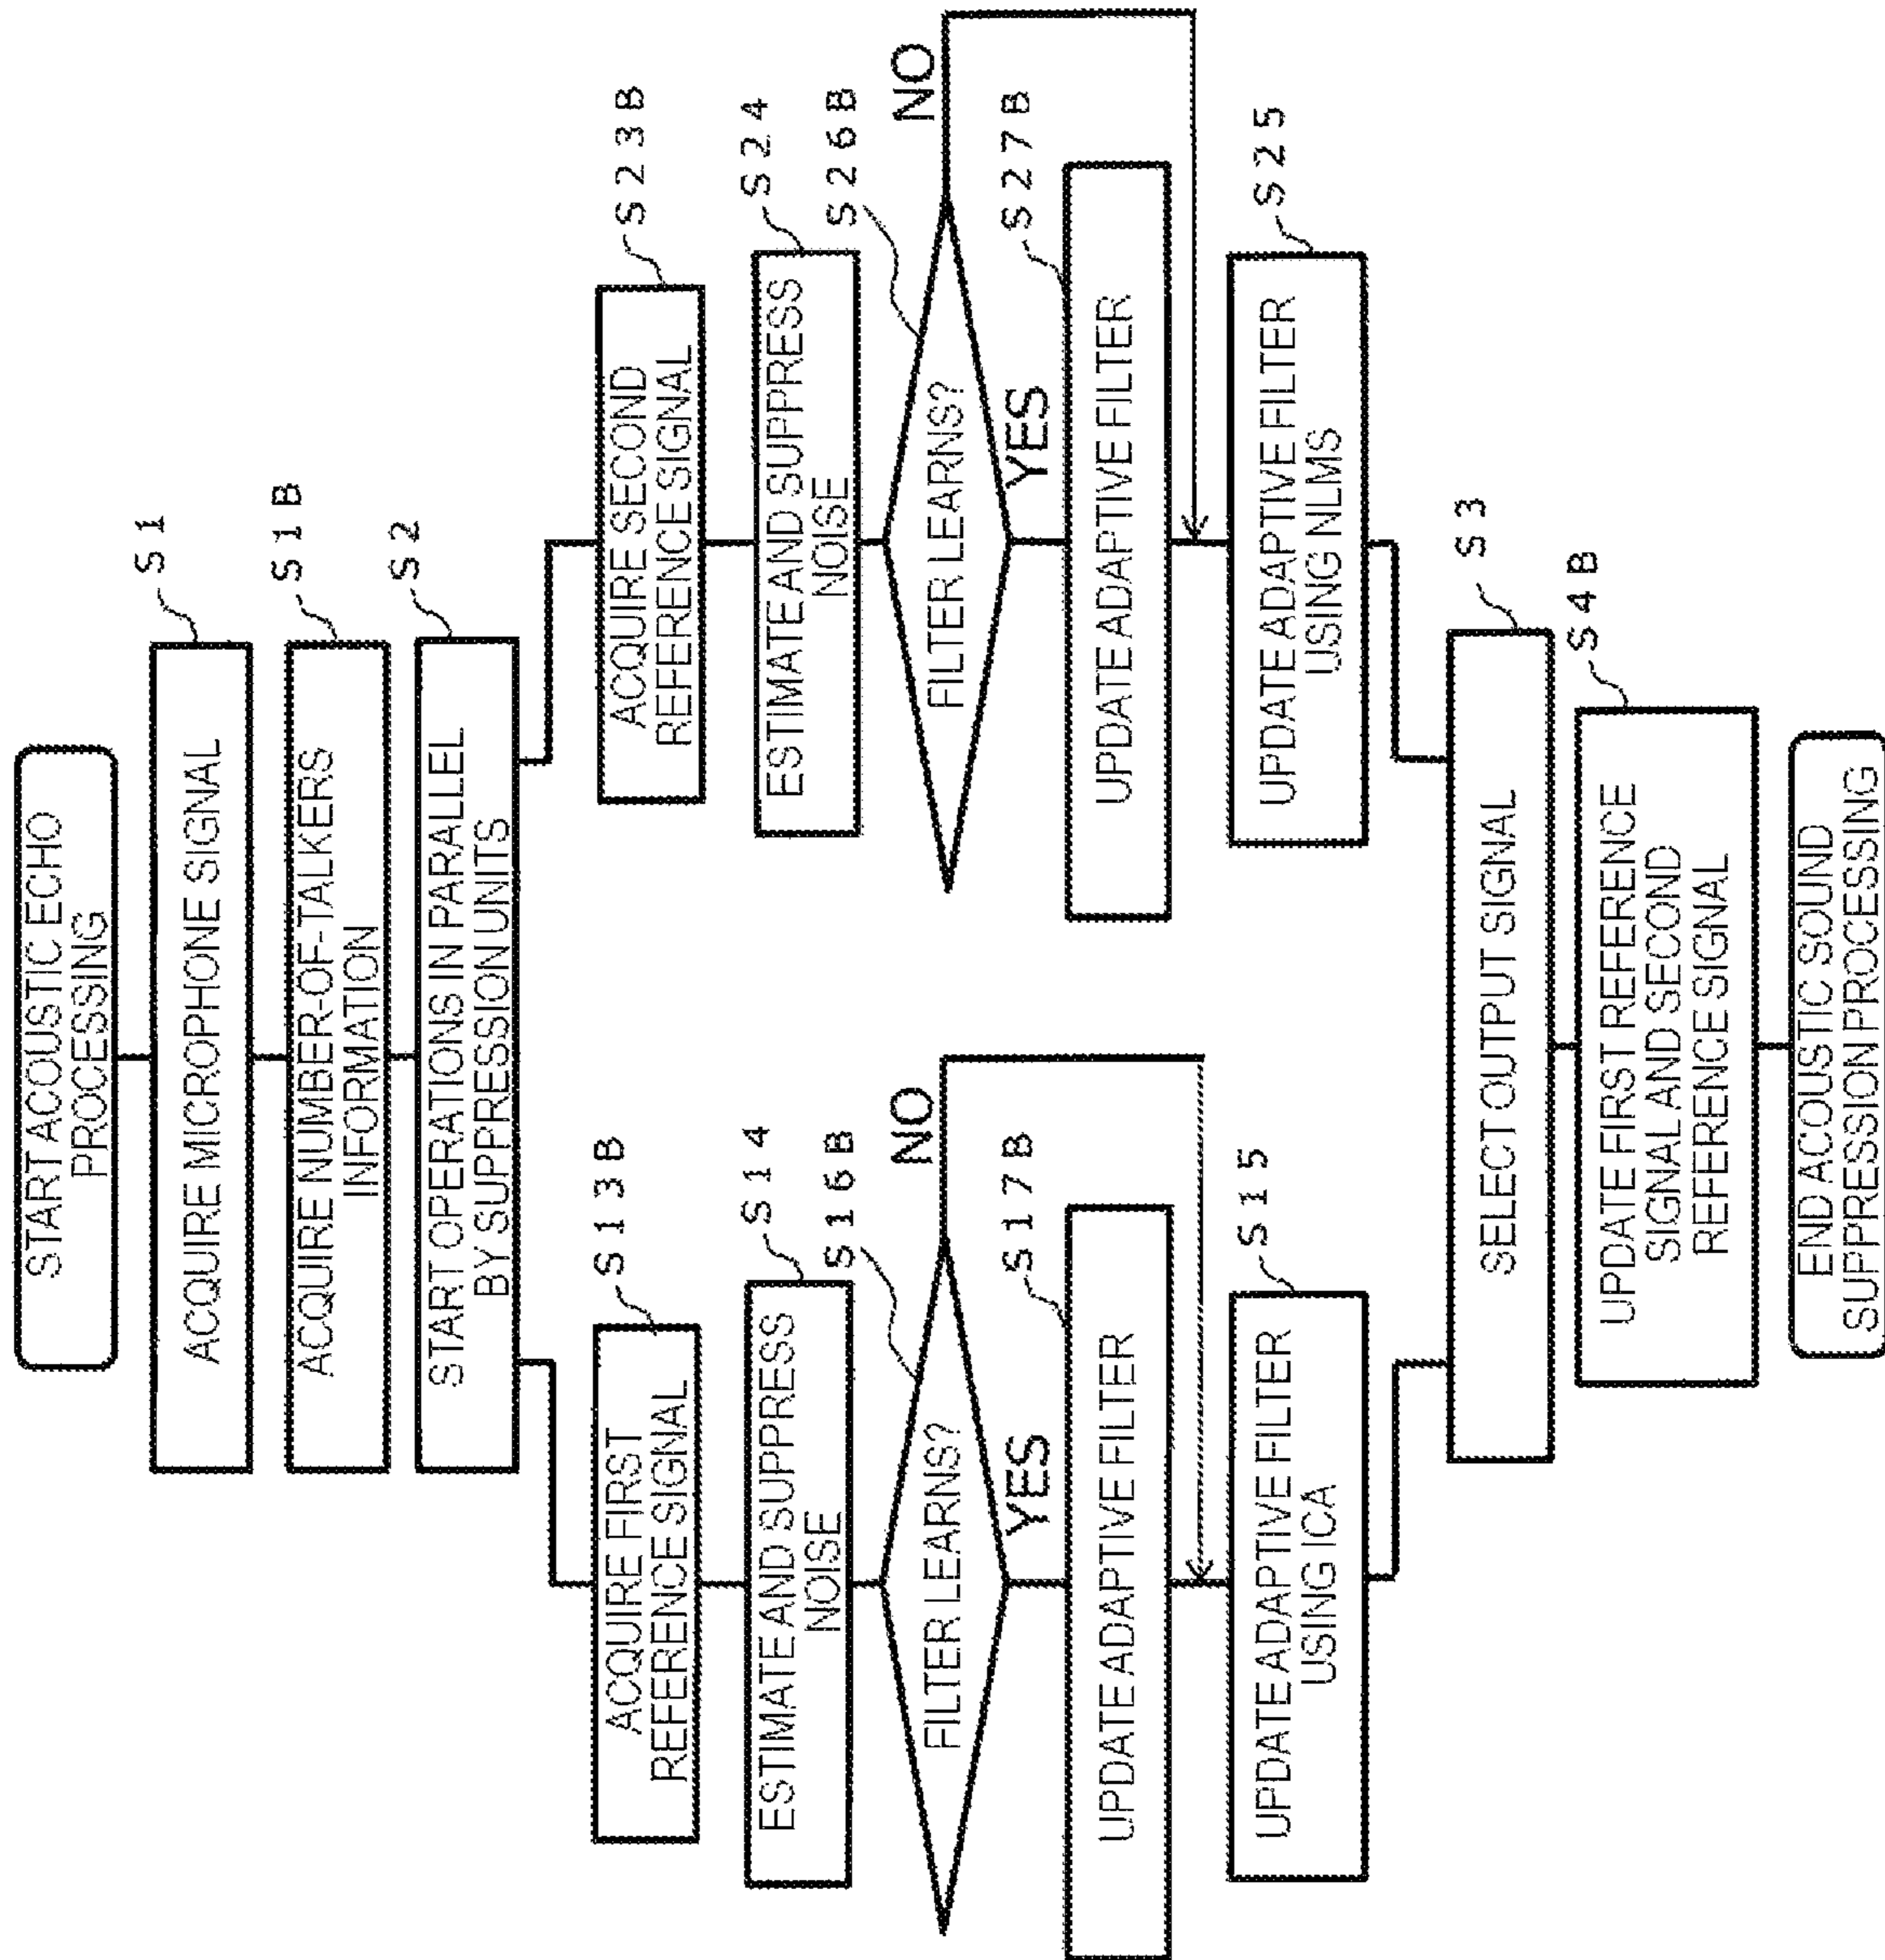 START ACOUSTIC ECHO
PROCESSING
S1
ACQUIRE MICROPHONE SIGNAL
S1B
ACQUIRE NUMBER-OF-TALKERS
INFORMATION
S2
START OPERATIONS IN PARALLEL
BY SUPPRESSION UNITS
S13B
ACQUIRE FIRST
REFERENCE SIGNAL
S14
ESTIMATE AND SUPPRESS
NOISE
S16B
FILTER LEARNS?
NO
YES
S17B
UPDATE ADAPTIVE FILTER
S15
UPDATE ADAPTIVE FILTER
USING ICA
S23B
ACQUIRE SECOND
REFERENCE SIGNAL
S24
ESTIMATE AND SUPPRESS
NOISE
S26B
FILTER LEARNS?
NO
YES
S27B
UPDATE ADAPTIVE FILTER
S25
UPDATE ADAPTIVE FILTER
USING NLMS
S3
SELECT OUTPUT SIGNAL
S4B
UPDATE FIRST REFERENCE
SIGNAL AND SECOND
REFERENCE SIGNAL
END ACOUSTIC SOUND
SUPPRESSION PROCESSING